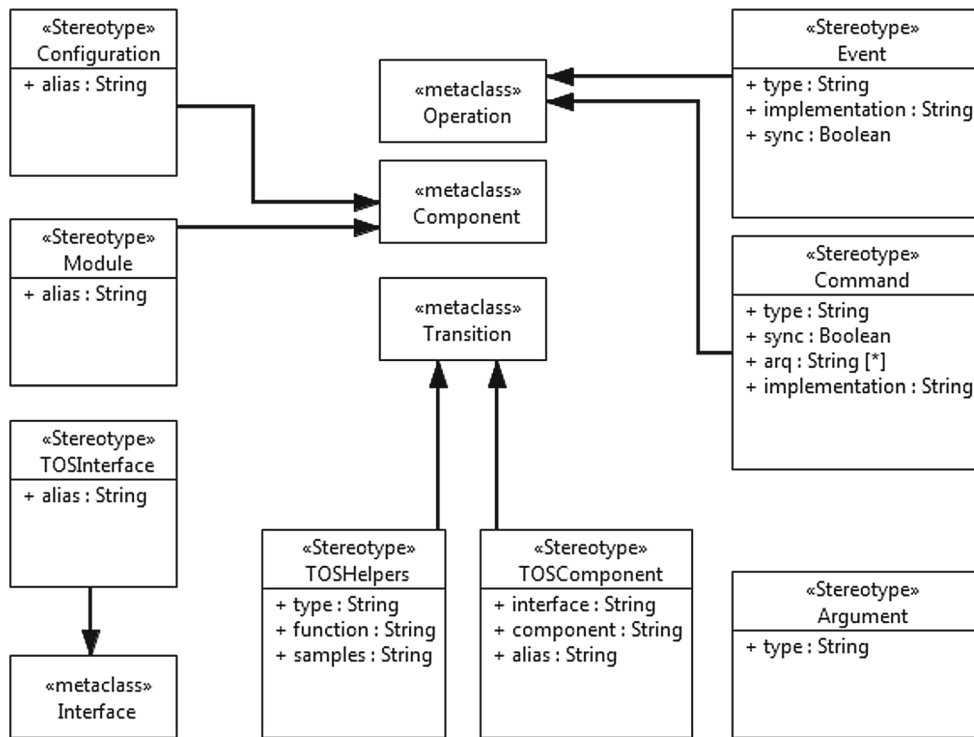 «Stereotype»
Configuration
+ alias : String
«metaclass»
Operation
«Stereotype»
Event
+ type : String
+ implementation : String
+ sync : Boolean
«metaclass»
Component
«Stereotype»
Module
+ alias : String
«Stereotype»
Command
+ type : String
+ sync : Boolean
+ arq : String [*]
+ implementation : String
«metaclass»
Transition
«Stereotype»
TOSInterface
+ alias : String
«Stereotype»
TOSHelpers
+ type : String
+ function : String
+ samples : String
«Stereotype»
TOSComponent
+ interface : String
+ component : String
+ alias : String
«Stereotype»
Argument
+ type : String
«metaclass»
Interface